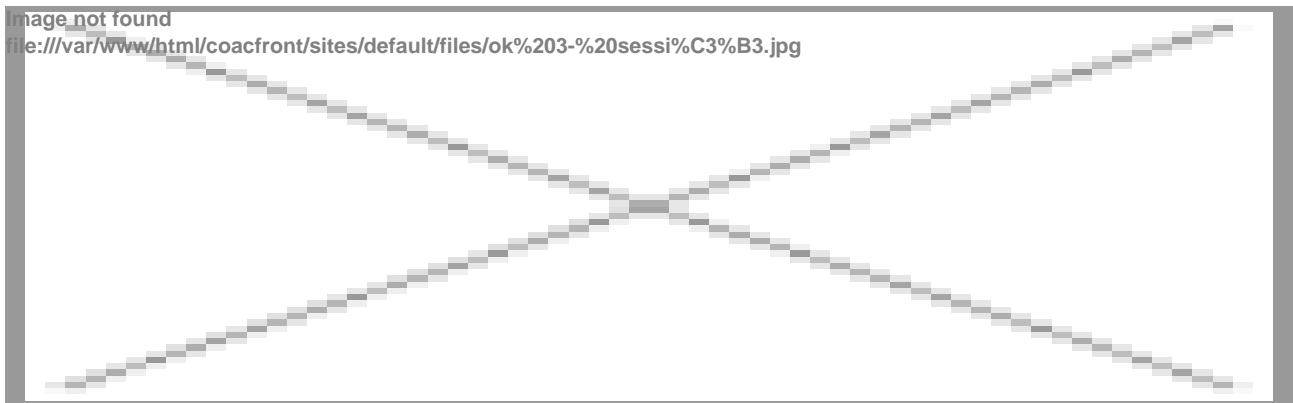 Image not found
file:///var/www/html/coacfront/sites/default/files/ok%203-%20sessi%C3%B3.jpg